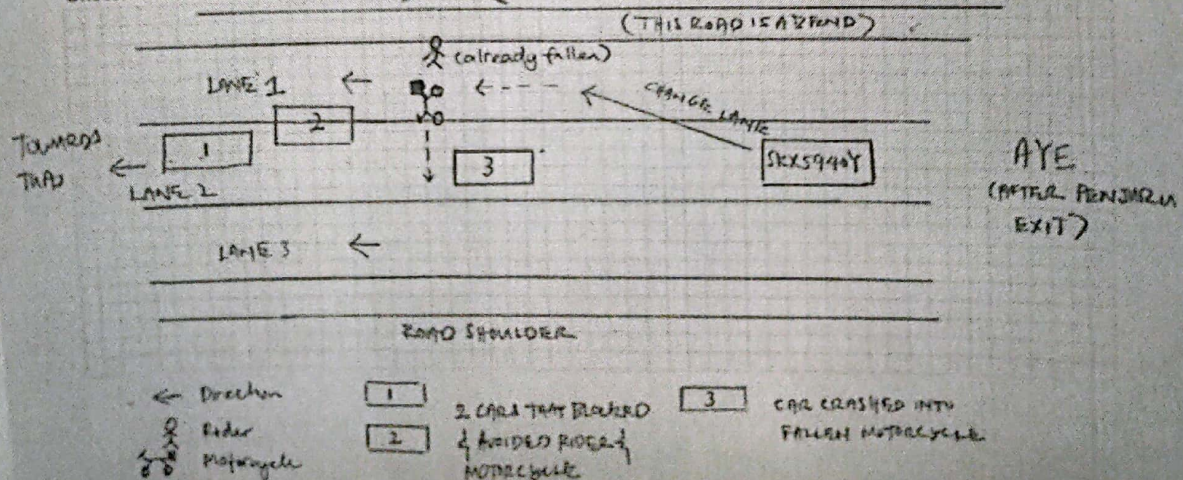 (THIS ROAD IS A BEND)
(already fallen)
LANE 1
CHANGE LANE
2
TOWARDS
TUAS
1
3
SKX5940Y
AYE
LANE 2
(AFTER PENJURU
EXIT)
LANE 3
ROAD SHOULDER
Direction
1
2 CARS THAT BLOCKED
3
CAR CRASHED INTO
Rider
2
& AVOIDED RIDER &
FALLEN MOTORCYCLE
Motorcycle
MOTORCYCLE